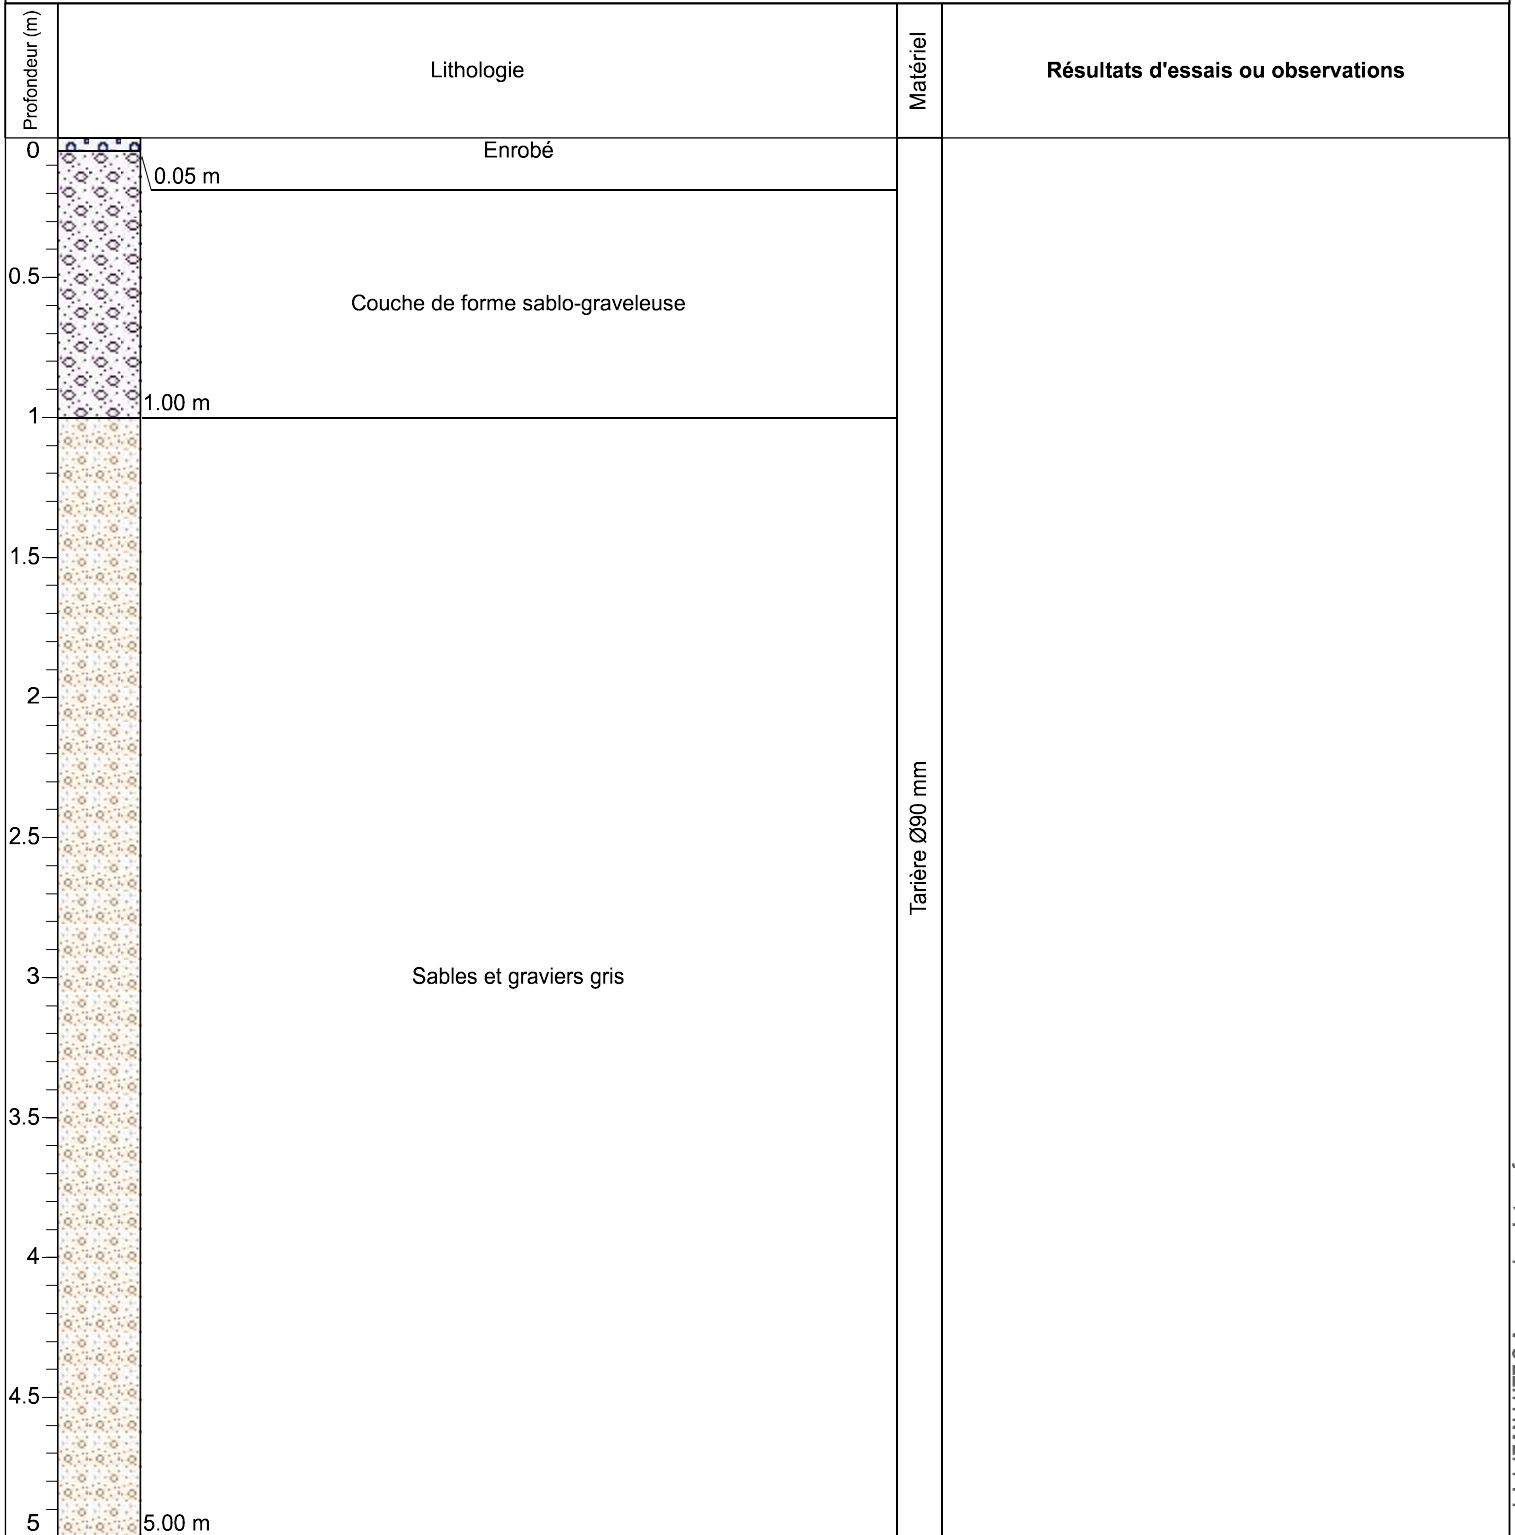 Profondeur (m)
Lithologie
Matériel
Résultats d'essais ou observations
0
Enrobé
0.05 m
0.5
Couche de forme sablo-graveleuse
1.00 m
1
1.5
2
2.5
Tarière Ø90 mm
3
Sables et graviers gris
3.5
4
4.5
5
5.00 m